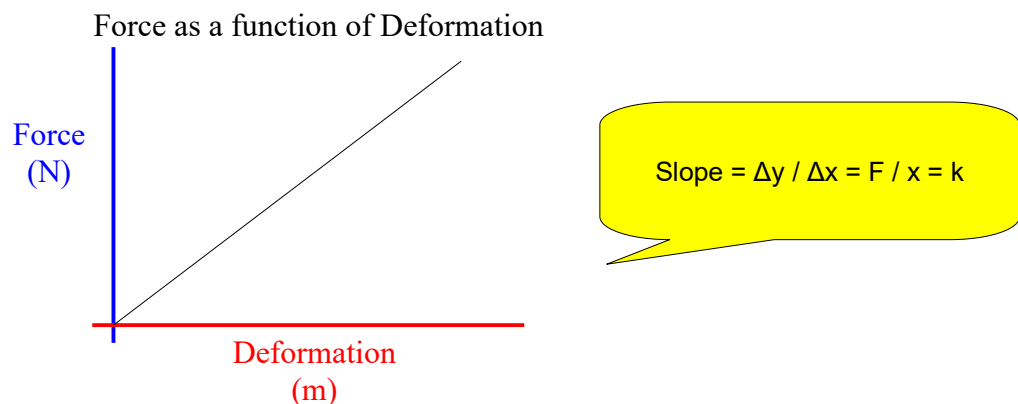 Force as a function of Deformation
Force
(N)
Slope = Δy / Δx = F / x = k
Deformation
(m)